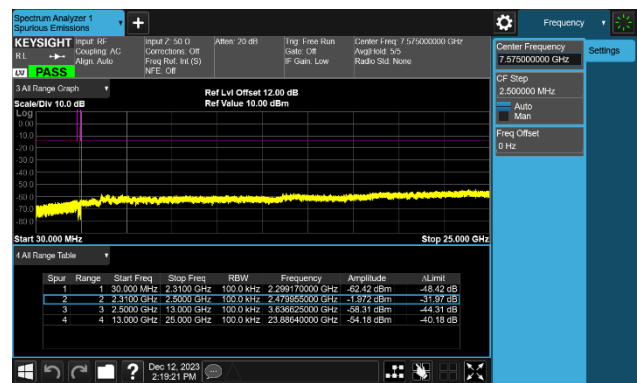 Spectrum Analyzer 1
Spurious Emissions
Frequency
KEYSIGHT Input: RF Input Z: 50 Ω Atten: 20 dB Trig: Free Run Center Freq: 7.575000000 GHz
R L Coupling: AC Corrections: Off Gate: Off Avg|Hold: 5/5
Align: Auto Freq Ref: Int (S) IF Gain: Low Radio Std: None
LW PASS NFE: Off
Center Frequency
7.575000000 GHz
Settings
CF Step
2.500000 MHz
Auto
Man
Freq Offset
0 Hz
3 All Range Graph
Ref Lvl Offset 12.00 dB
Scale/Div 10.0 dB Ref Value 10.00 dBm
Log
0.00
-10.0
-20.0
-30.0
-40.0
-50.0
-60.0
-70.0
-80.0
Start 30.000 MHz Stop 25.000 GHz
4 All Range Table
Spur Range Start Freq Stop Freq RBW Frequency Amplitude ΔLimit
1 1 30.000 MHz 2.3100 GHz 100.0 kHz 2.299170000 GHz -62.42 dBm -48.42 dB
2 2 2.3100 GHz 2.5000 GHz 100.0 kHz 2.479955000 GHz -1.972 dBm -31.97 dB
3 3 2.5000 GHz 13.000 GHz 100.0 kHz 3.636625000 GHz -58.31 dBm -44.31 dB
4 4 13.000 GHz 25.000 GHz 100.0 kHz 23.88640000 GHz -54.18 dBm -40.18 dB
Dec 12, 2023
2:19:21 PM